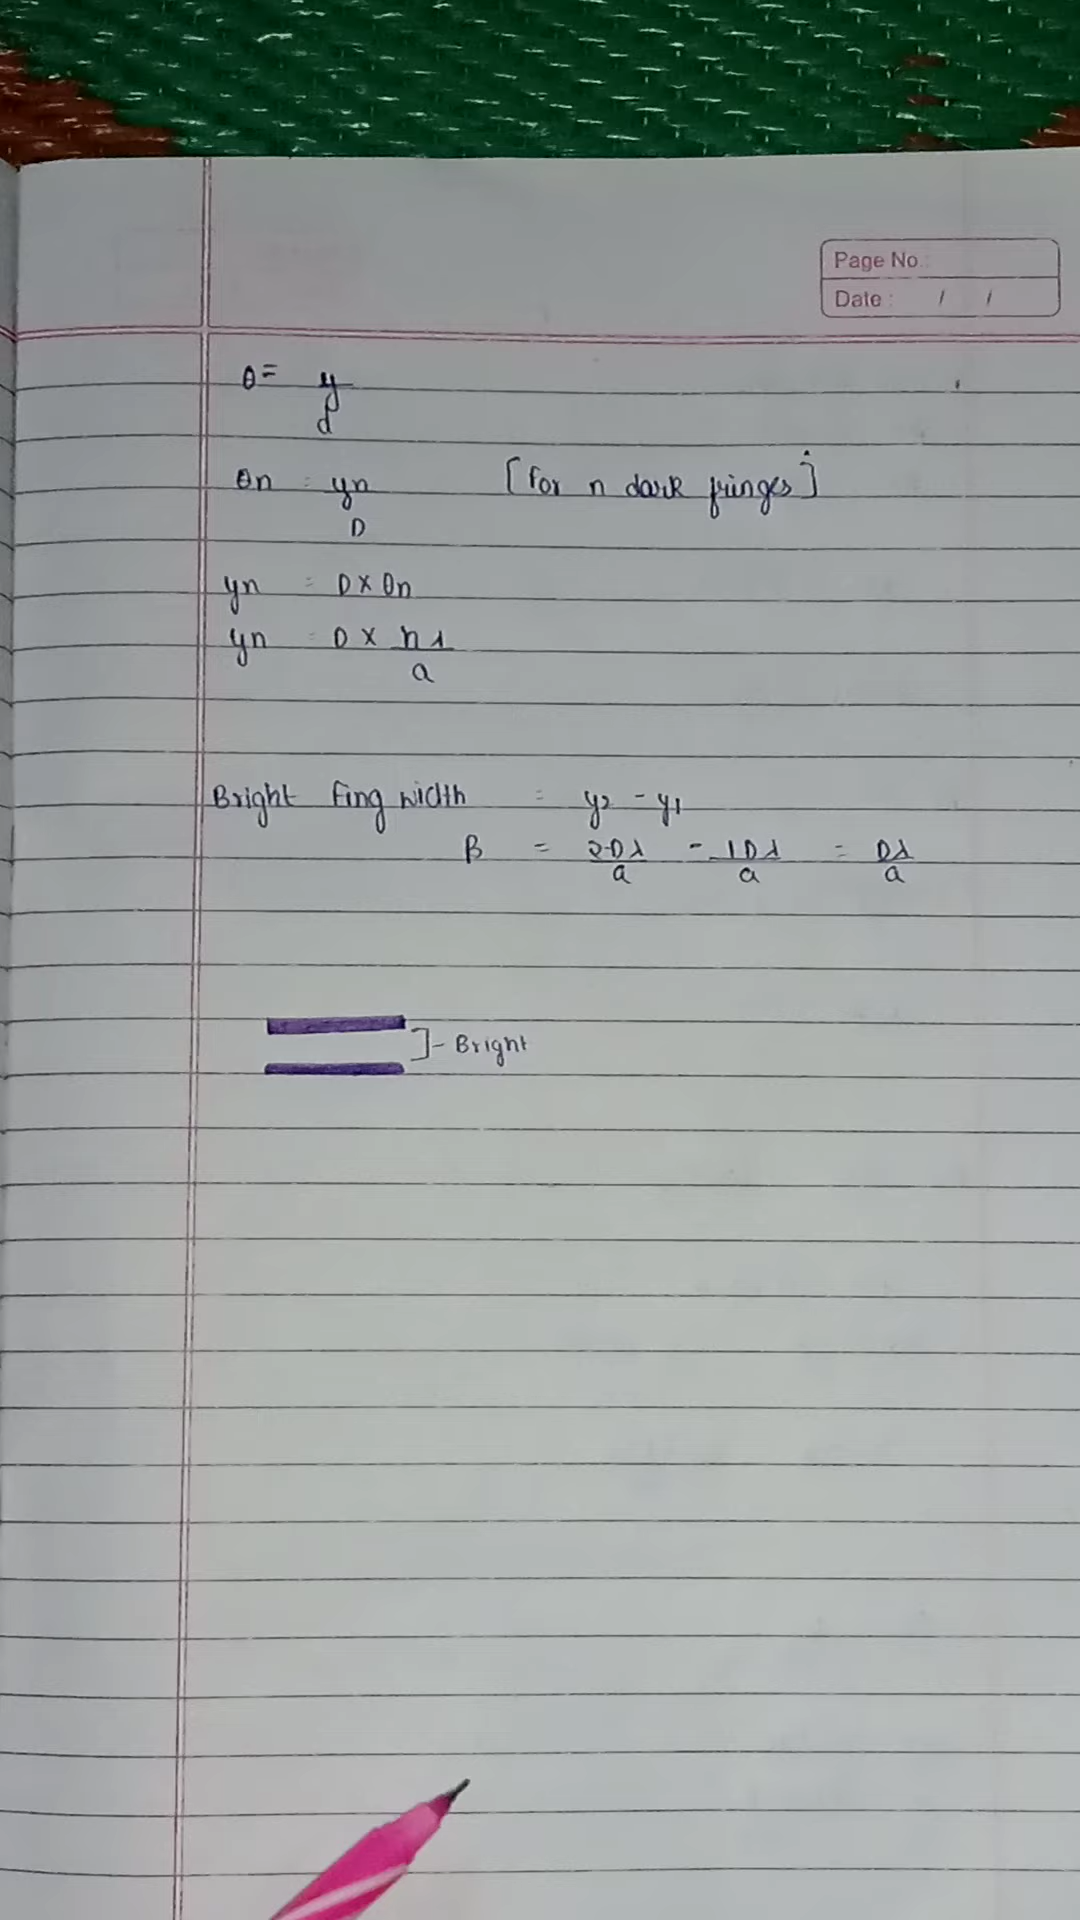 Page No.:
Date : / /
θ = y/d
θn = yn/D [For n dark fringes]
yn = D × θn
yn = D × nλ/a
Bright Fing width = y2 - y1
β = 2Dλ/a - 1Dλ/a = Dλ/a
]- Bright